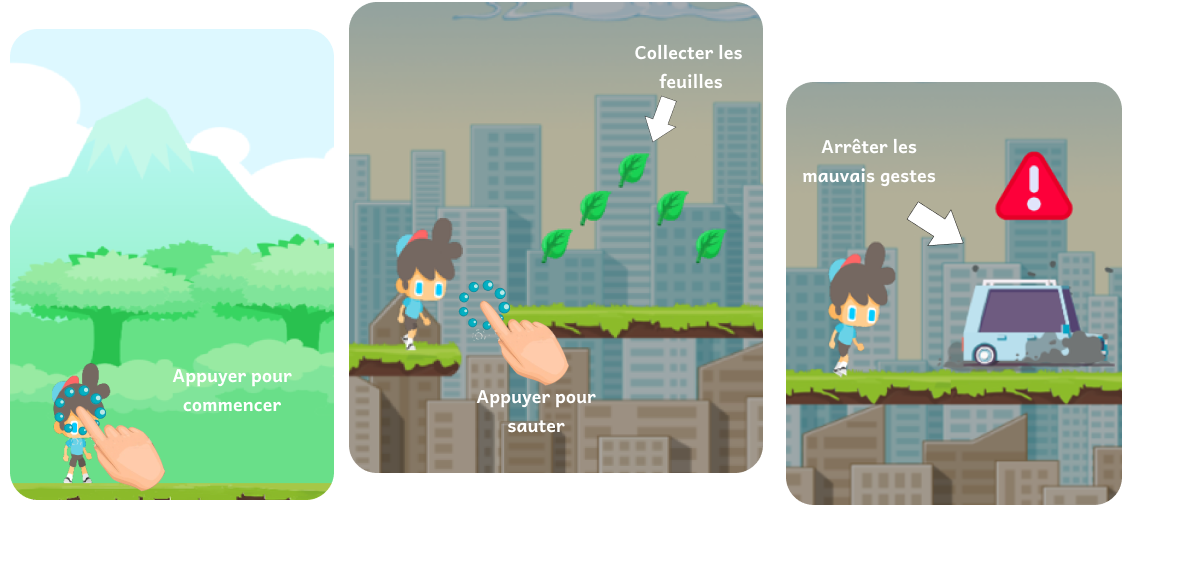 Appuyer pour
commencer
Collecter les
feuilles
Appuyer pour
sauter
Arrêter les
mauvais gestes